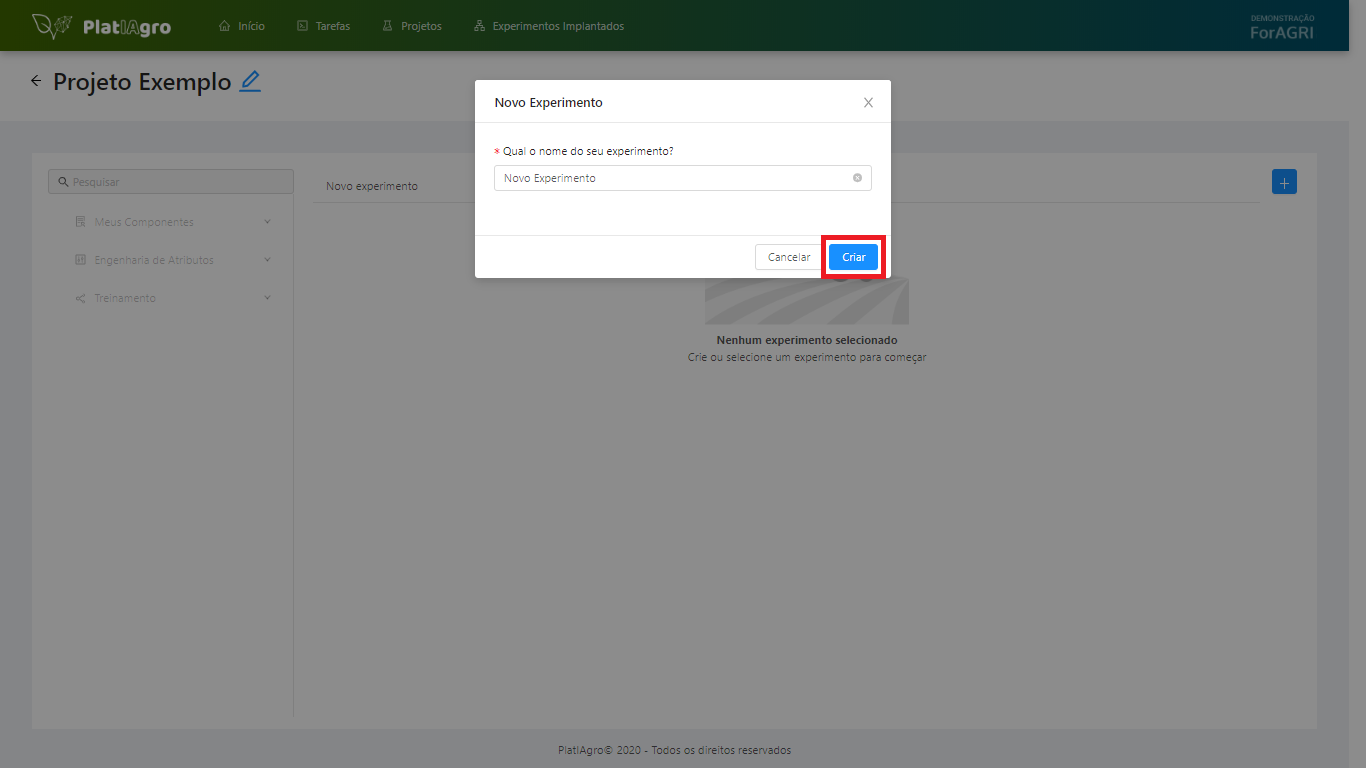 PlatIAgro
Início
Tarefas
Projetos
Experimentos Implantados
DEMONSTRAÇÃO
ForAGRI
Projeto Exemplo
Novo Experimento
* Qual o nome do seu experimento?
Novo Experimento
Cancelar
Criar
Pesquisar
Meus Componentes
Engenharia de Atributos
Treinamento
Novo experimento
+
Nenhum experimento selecionado
Crie ou selecione um experimento para começar
PlatIAgro© 2020 - Todos os direitos reservados